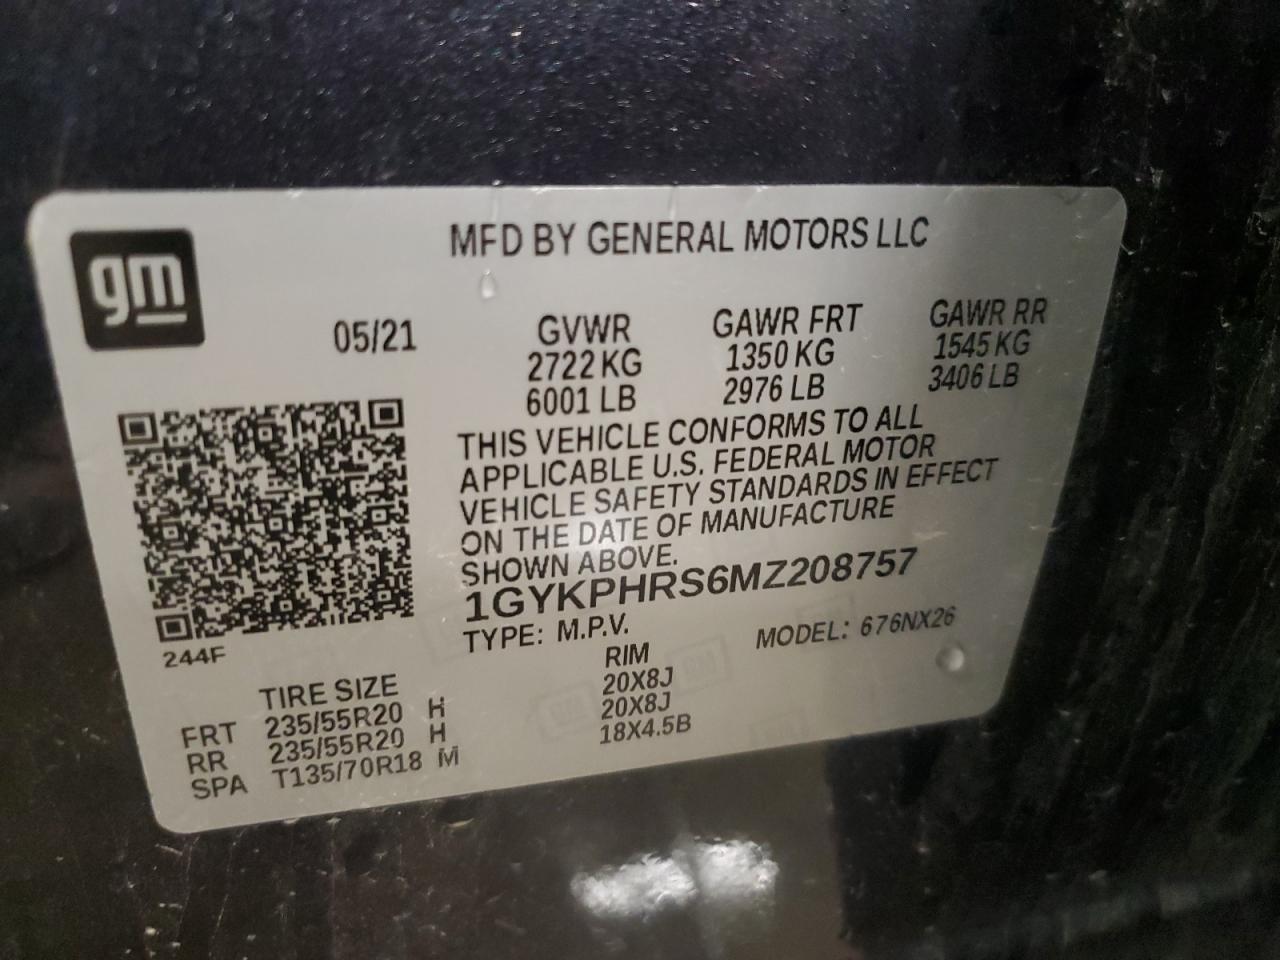 gm
MFD BY GENERAL MOTORS LLC
05/21
GVWR GAWR FRT GAWR RR
2722 KG 1350 KG 1545 KG
6001 LB 2976 LB 3406 LB
THIS VEHICLE CONFORMS TO ALL
APPLICABLE U.S. FEDERAL MOTOR
VEHICLE SAFETY STANDARDS IN EFFECT
ON THE DATE OF MANUFACTURE
SHOWN ABOVE.
1GYKPHRS6MZ208757
TYPE: M.P.V. MODEL: 676NX26
244F
TIRE SIZE RIM
FRT 235/55R20 H 20X8J
RR 235/55R20 H 20X8J
SPA T135/70R18 M 18X4.5B